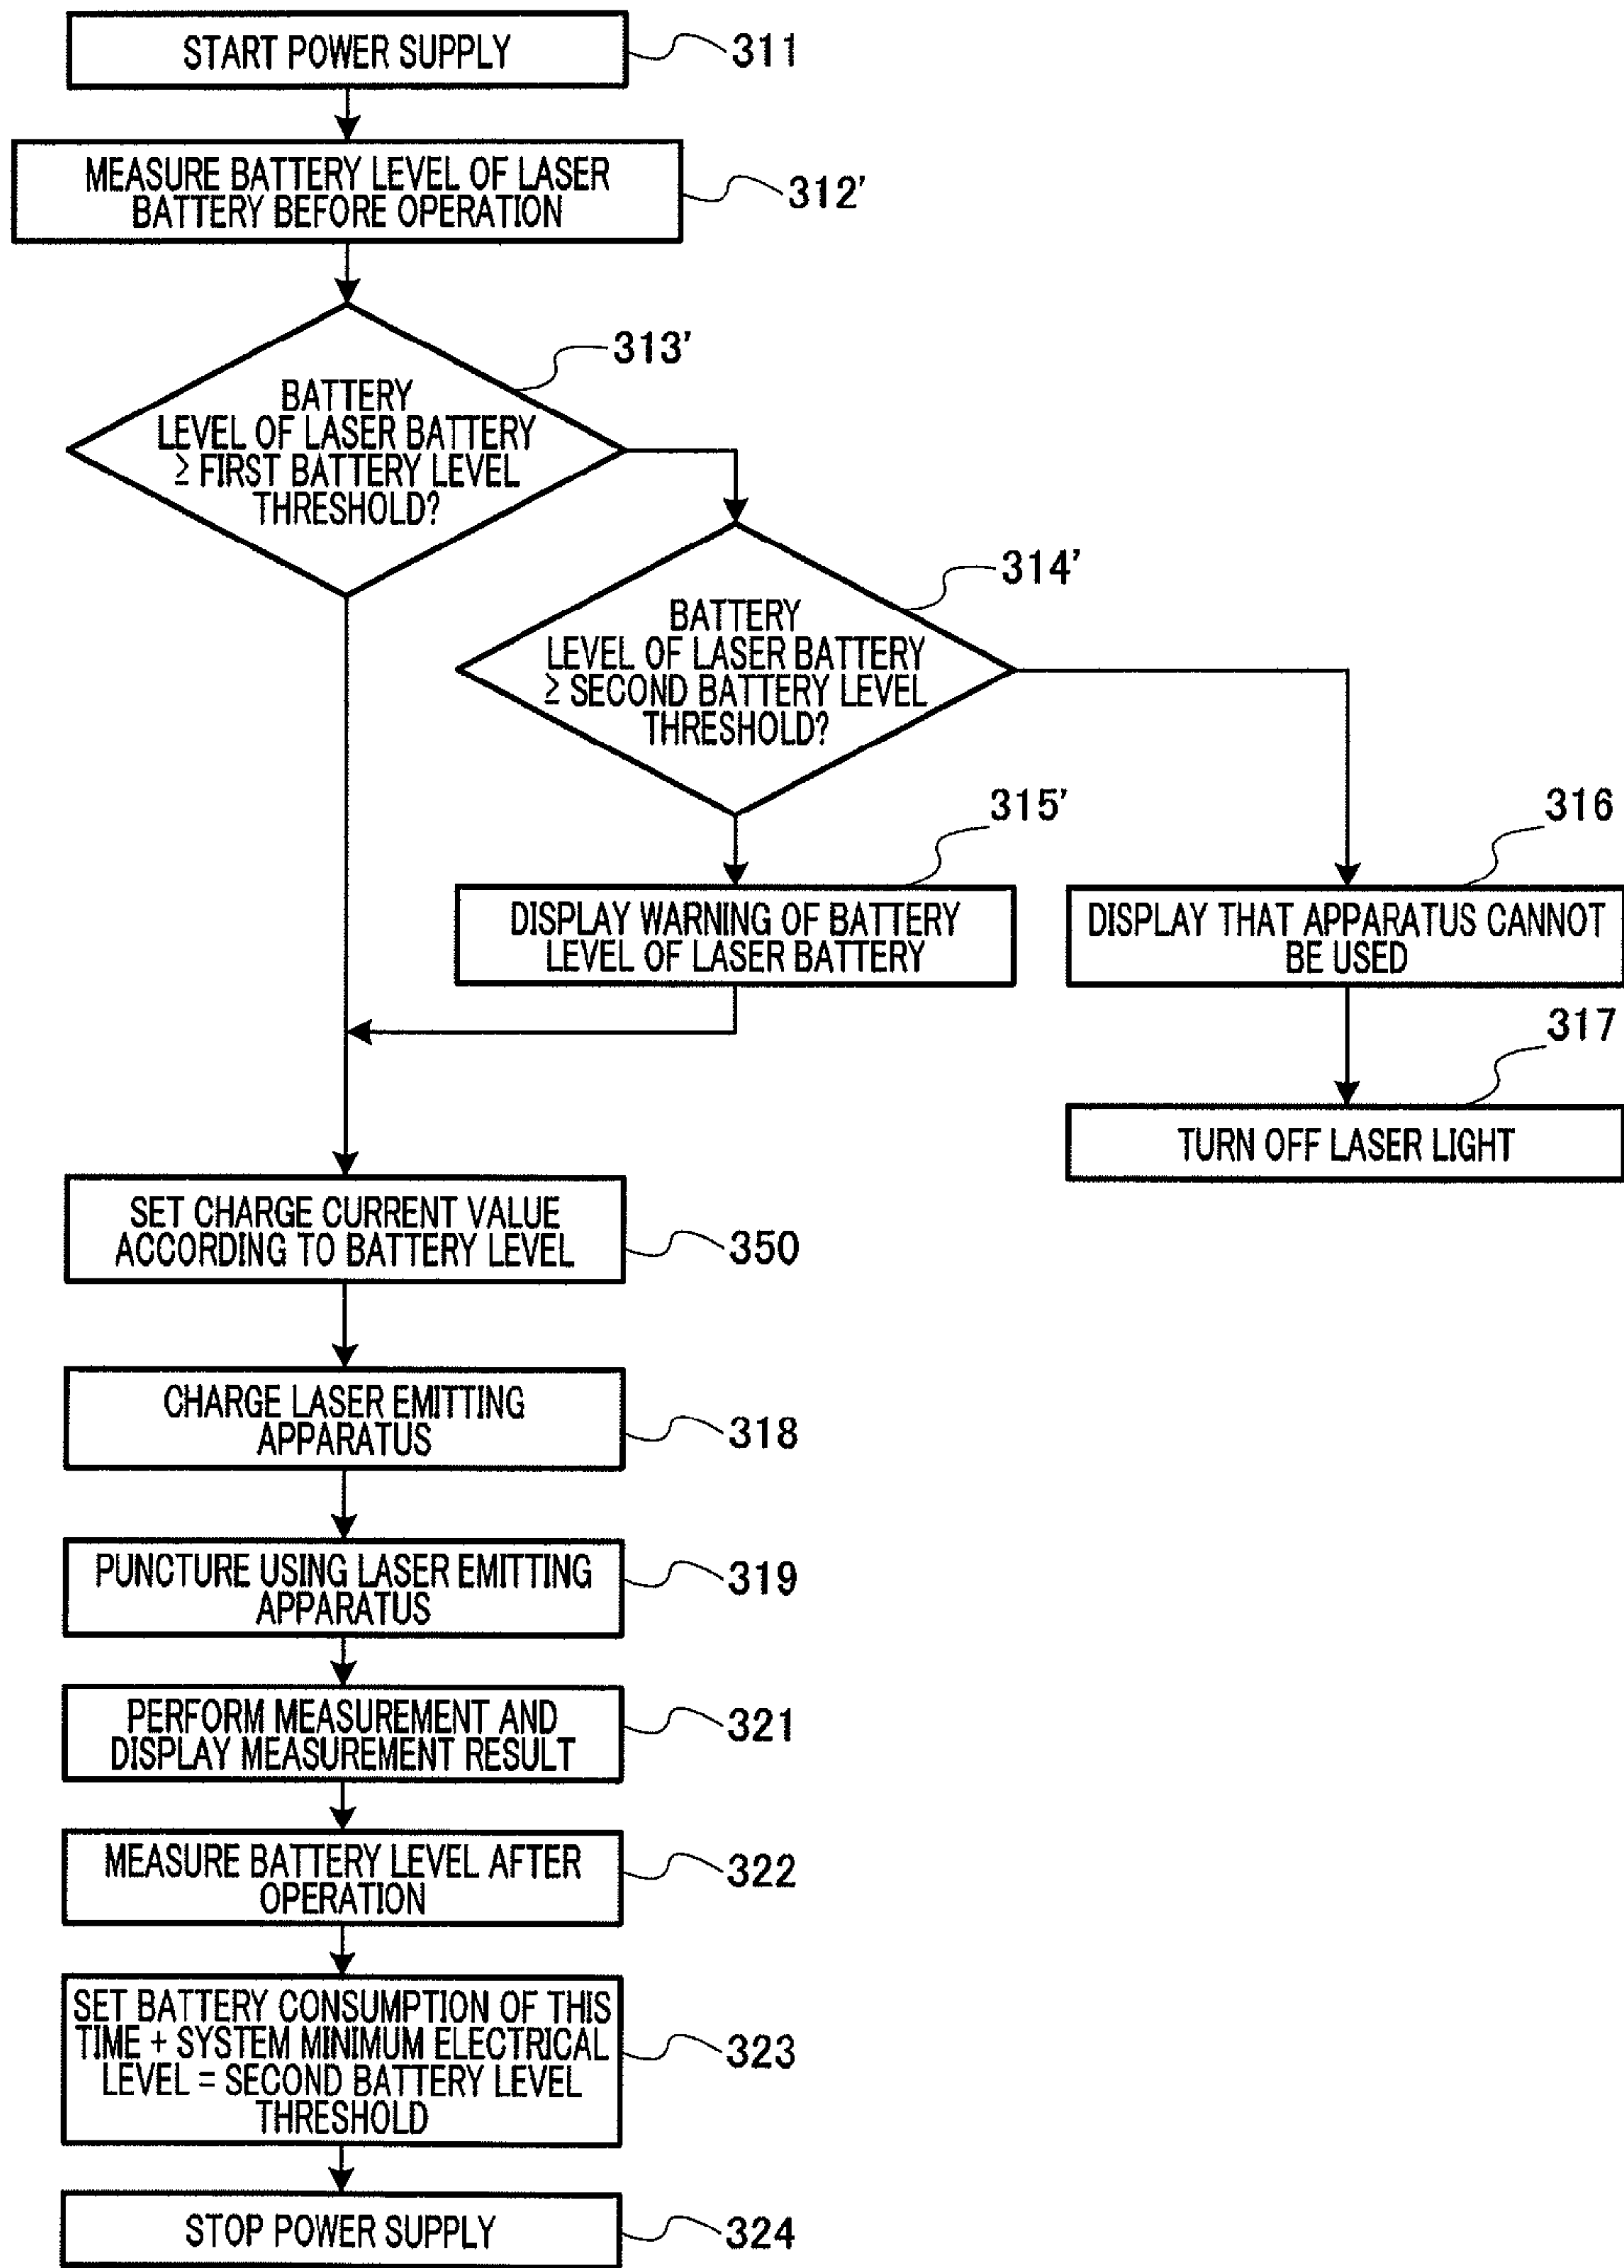 START POWER SUPPLY
311
MEASURE BATTERY LEVEL OF LASER
BATTERY BEFORE OPERATION
312'
313'
BATTERY
LEVEL OF LASER BATTERY
≥ FIRST BATTERY LEVEL
THRESHOLD?
314'
BATTERY
LEVEL OF LASER BATTERY
≥ SECOND BATTERY LEVEL
THRESHOLD?
315'
DISPLAY WARNING OF BATTERY
LEVEL OF LASER BATTERY
316
DISPLAY THAT APPARATUS CANNOT
BE USED
317
TURN OFF LASER LIGHT
SET CHARGE CURRENT VALUE
ACCORDING TO BATTERY LEVEL
350
CHARGE LASER EMITTING
APPARATUS
318
PUNCTURE USING LASER EMITTING
APPARATUS
319
PERFORM MEASUREMENT AND
DISPLAY MEASUREMENT RESULT
321
MEASURE BATTERY LEVEL AFTER
OPERATION
322
SET BATTERY CONSUMPTION OF THIS
TIME + SYSTEM MINIMUM ELECTRICAL
LEVEL = SECOND BATTERY LEVEL
THRESHOLD
323
STOP POWER SUPPLY
324